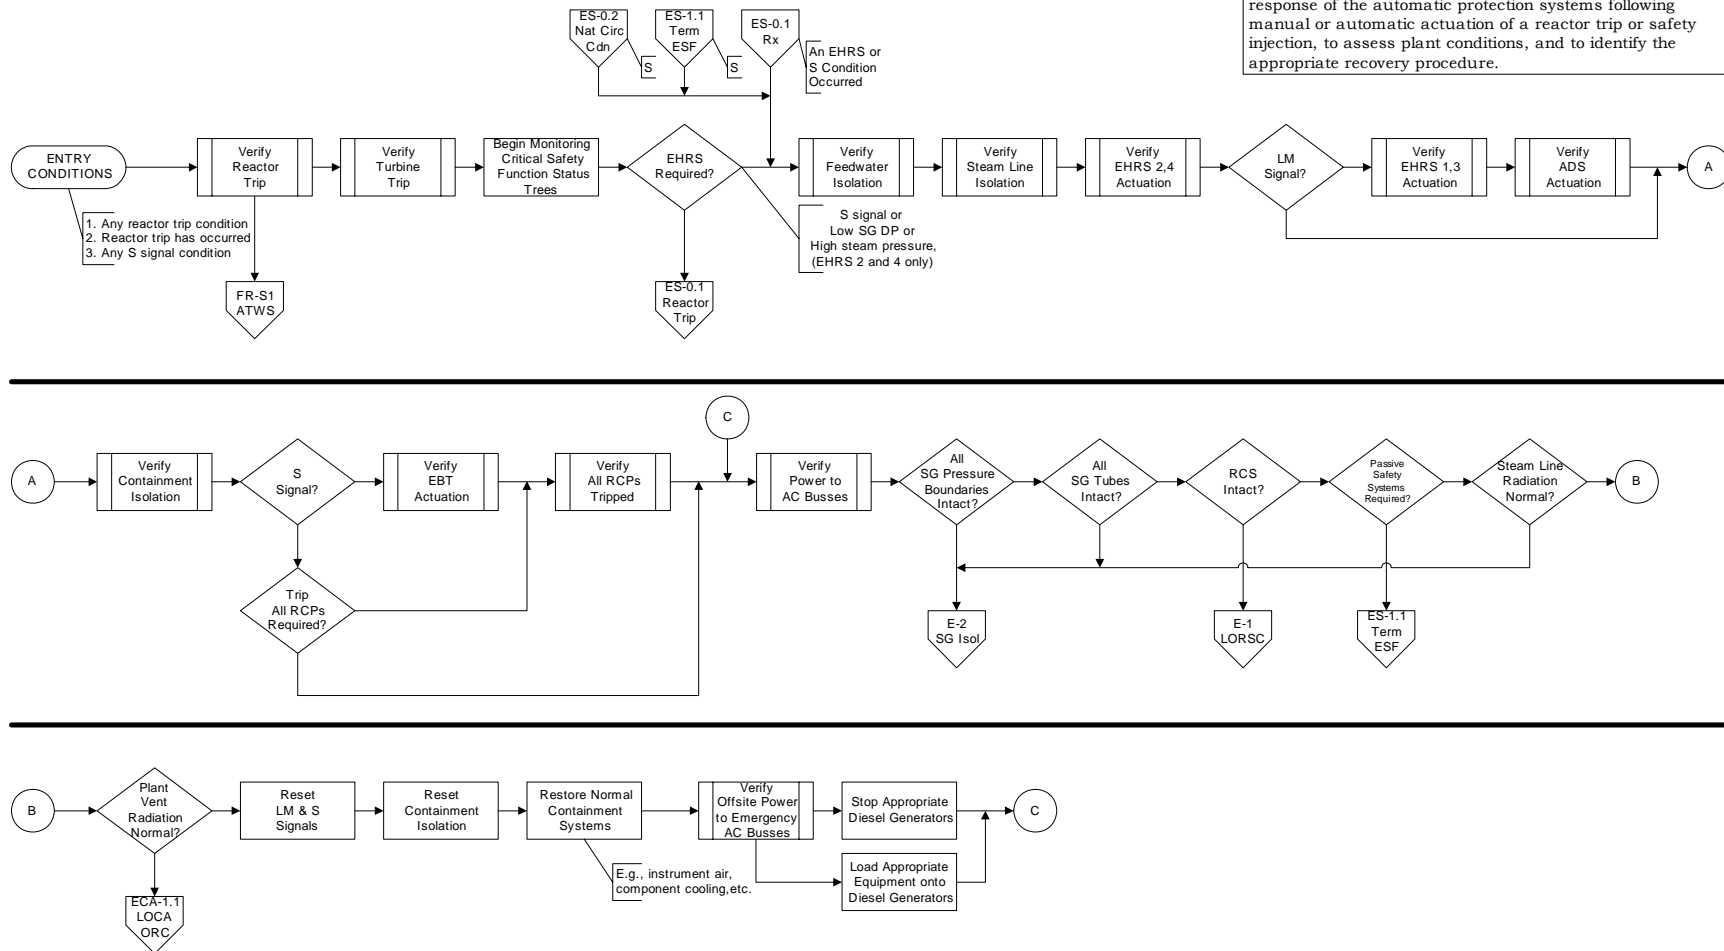 response of the automatic protection systems following
manual or automatic actuation of a reactor trip or safety
injection, to assess plant conditions, and to identify the
appropriate recovery procedure.
ES-0.2
Nat Circ
Cdn
S
ES-1.1
Term
ESF
S
ES-0.1
Rx
An EHRS or
S Condition
Occurred
ENTRY
CONDITIONS
1. Any reactor trip condition
2. Reactor trip has occurred
3. Any S signal condition
Verify
Reactor
Trip
FR-S1
ATWS
Verify
Turbine
Trip
Begin Monitoring
Critical Safety
Function Status
Trees
EHRS
Required?
ES-0.1
Reactor
Trip
S signal or
Low SG DP or
High steam pressure,
(EHRS 2 and 4 only)
Verify
Feedwater
Isolation
Verify
Steam Line
Isolation
Verify
EHRS 2,4
Actuation
LM
Signal?
Verify
EHRS 1,3
Actuation
Verify
ADS
Actuation
A
A
Verify
Containment
Isolation
S
Signal?
Trip
All RCPs
Required?
Verify
EBT
Actuation
Verify
All RCPs
Tripped
C
Verify
Power to
AC Busses
All
SG Pressure
Boundaries
Intact?
E-2
SG Isol
All
SG Tubes
Intact?
RCS
Intact?
E-1
LORSC
Passive
Safety
Systems
Required?
ES-1.1
Term
ESF
Steam Line
Radiation
Normal?
B
B
Plant
Vent
Radiation
Normal?
ECA-1.1
LOCA
ORC
Reset
LM & S
Signals
Reset
Containment
Isolation
Restore Normal
Containment
Systems
E.g., instrument air,
component cooling,etc.
Verify
Offsite Power
to Emergency
AC Busses
Stop Appropriate
Diesel Generators
Load Appropriate
Equipment onto
Diesel Generators
C